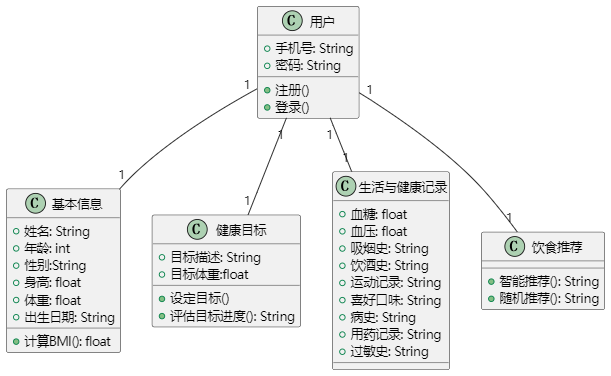 C 用户
手机号: String
密码: String
注册()
登录()
1
1
1
1
1
1
1
1
C 基本信息
姓名: String
年龄: int
性别:String
身高: float
体重: float
出生日期: String
计算BMI(): float
C 健康目标
目标描述: String
目标体重:float
设定目标()
评估目标进度(): String
C 生活与健康记录
血糖: float
血压: float
吸烟史: String
饮酒史: String
运动记录: String
喜好口味: String
病史: String
用药记录: String
过敏史: String
C 饮食推荐
智能推荐(): String
随机推荐(): String